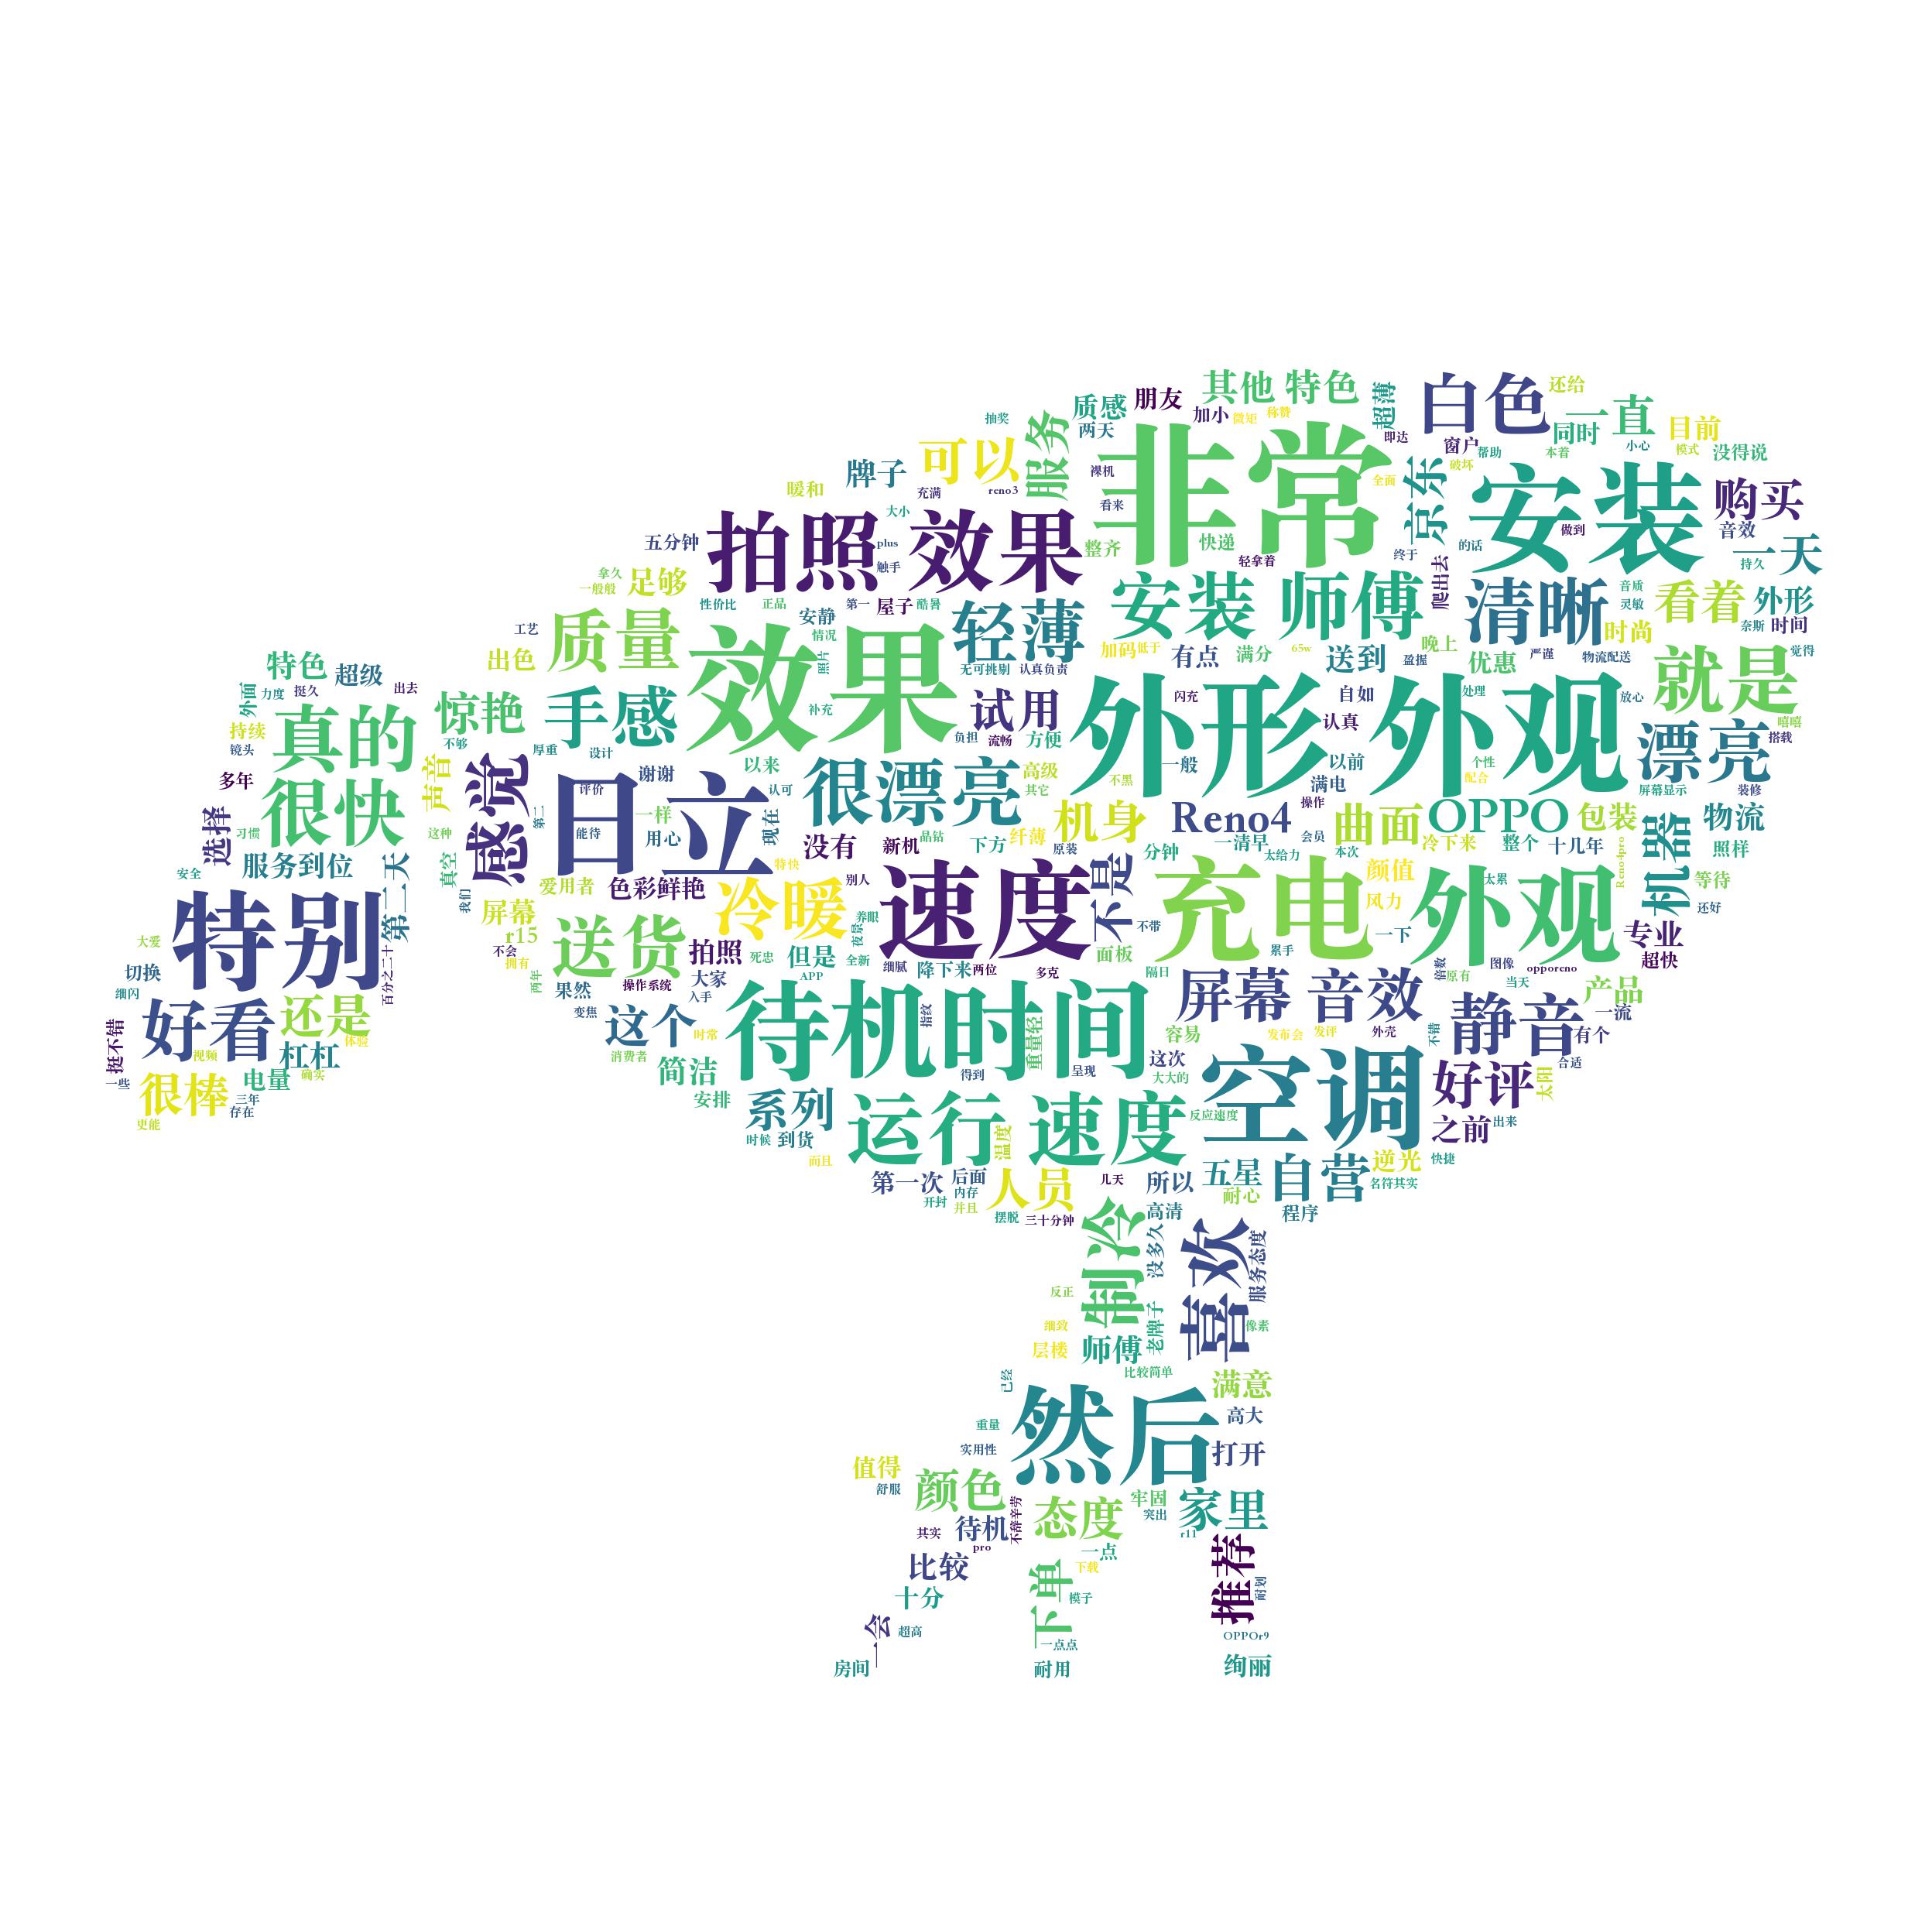 其他 特色
白色
还给
质感
朋友
超薄
加小
微矩
称赞
一直
抽奖
两天
服务
非常
即达
窗户
同时
小心
目前
可以
京东
帮助
本着
模式
没得说
牌子
裸机
破坏
安装
购买
暖和
充满
reno3
看来
全面
大小
拍照 效果
音效
五分钟
plus
整齐
快递
终于
的话
做到
一天
触手
轻拿着
持久
拿久
足够
一般般
爬出去
清晰
音质
看着
外形
性价比
正品
第一
屋子
酷暑
轻薄
安装 师傅
灵敏
奈斯
时间
工艺
质量
安静
情况
时尚
效果
晚上
严谨
觉得
出色
照片
无可挑剔
认真负责
加码
低于
有点
满分
65w
送到
盈握
优惠
物流配送
就是
特色
超级
外面
力度
挺久
出去
手感
试用
闪充
外形 外观
自如
处理
放心
真的
惊艳
补充
认真
漂亮
嘻嘻
持续
镜头
不够
厚重
设计
负担
流畅
方便
搭载
多年
声音
感觉
日立
谢谢
以来
很漂亮
高级
不黑
一般
以前
个性
很快
评价
认可
其它
满电
配合
屏幕显示
装修
选择
习惯
这种
第二
能待
一样
用心
现在
品钻
机身
Reno4
操作
曲面
OPPO
包装
物流
安全
服务到位
真空
没有
新机
下方
纤薄
原装
一清早
会员
冷下来
整个
十几年
机器
照样
第二天
我们
爱用者
色彩鲜艳
特快
别人
速度
不是
分钟
太给力
本次
颜值
Reno4pro
特别
屏幕
r15
冷暖
养眼
充电
风力
外观
太累
等待
还好
大爱
送货
拍照
死忠
但是
夜景
不带
一下
专业
切换
不会
拥有
大家
全新
细腻
降下来
两位
面板
累手
图像
opporeno
超快
细闪
百分之二十
两年
操作系统
入手
APP
多克
隔日
倍数
原有
当天
好看
还是
果然
变焦
待机时间
指纹
屏幕 音效
产品
一流
挺不错
视频
杠杠
体验
这个
时常
重量轻
容易
发布会
发评
外壳
不错
静音
有个
一些
很棒
电量
确实
消费者
简洁
得到
呈现
这次
空调
合适
三年
存在
安排
大大的
好评
太阳
更能
系列
运行 速度
反应速度
之前
出来
时候
到货
温度
而且
第一次
后面
人员
几天
所以
五星
自营
逆光
快捷
内存
开封
并且
耐心
名符其实
摆脱
三十分钟
高清
程序
制冷
没多久
喜欢
服务态度
反正
细致
老牌子
像素
层楼
师傅
比较简单
已经
满意
然后
重量
高大
实用性
打开
值得
舒服
颜色
牢固
家里
其实
待机
不辞辛劳
态度
突出
r11
pro
一点
推荐
比较
下单
下载
耐划
十分
模子
一会
超高
OPPOr9
一点点
房间
耐用
绚丽